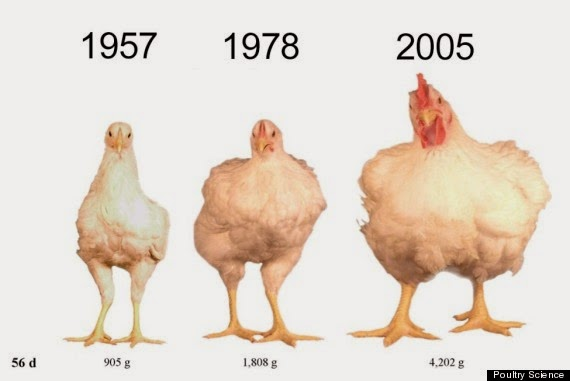 1957 1978 2005
56 d 905 g 1,808 g 4,202 g
Poultry Science